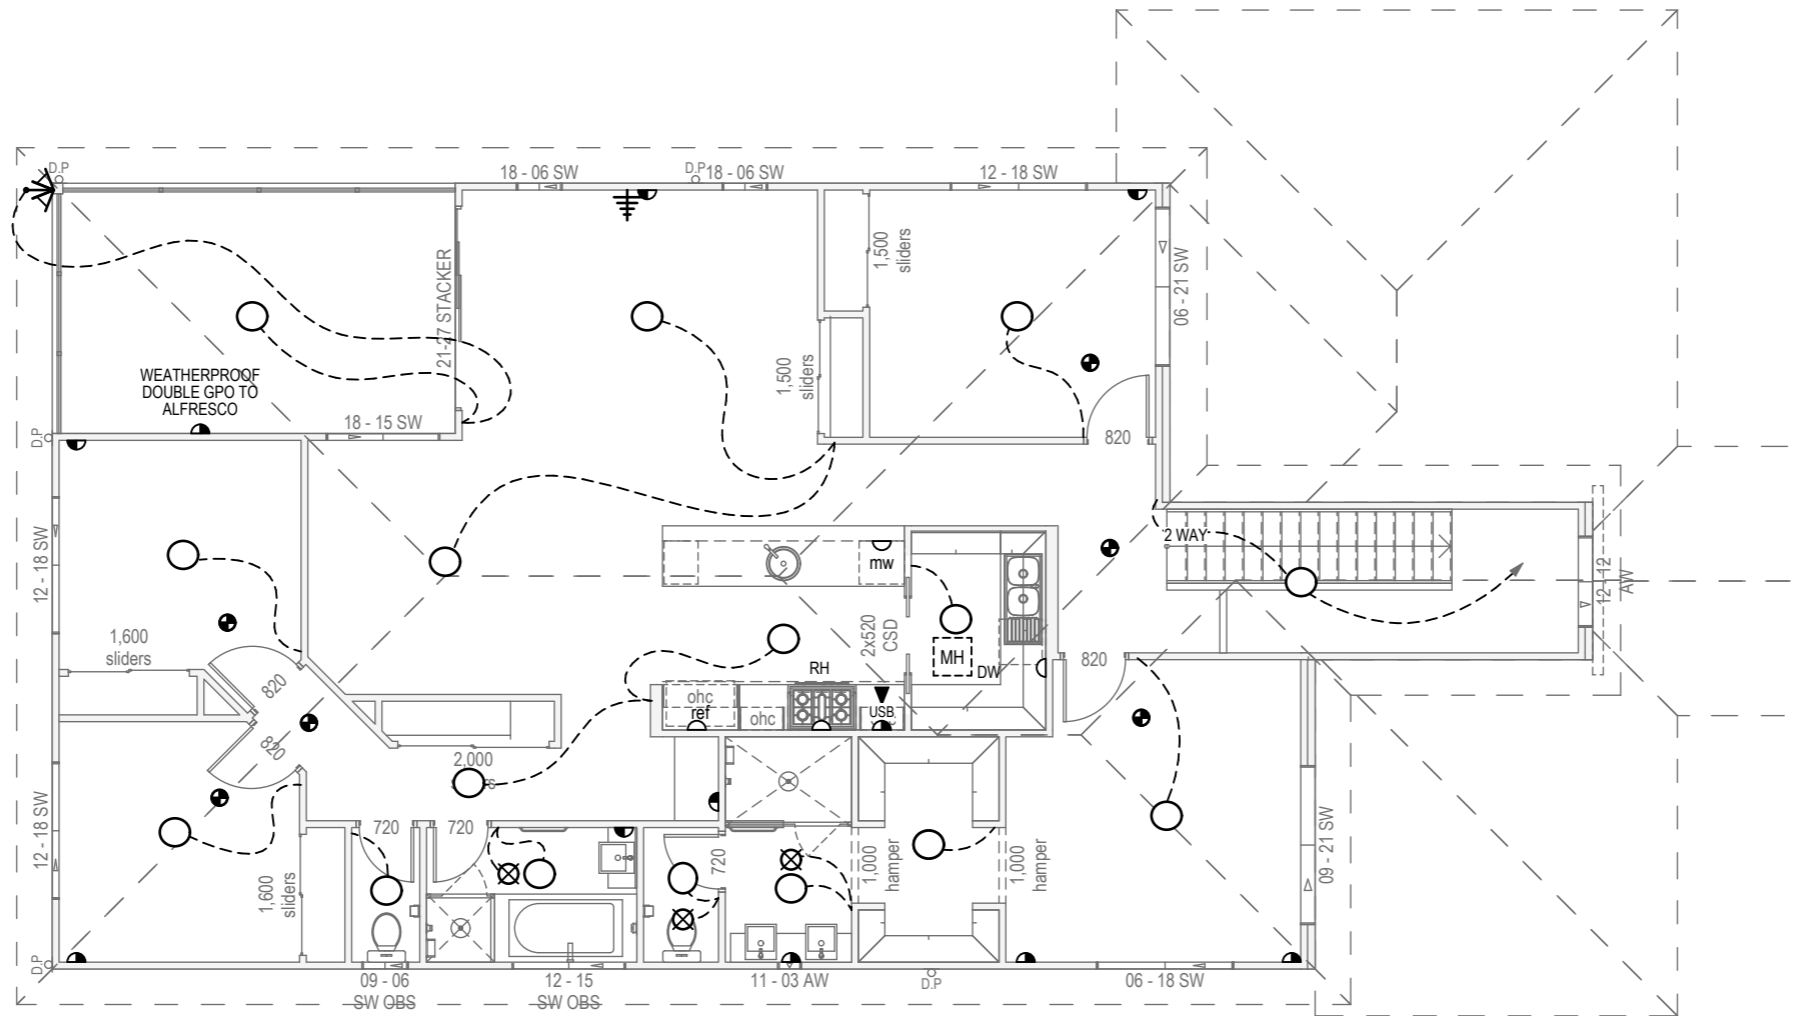 D.P
18 - 06 SW
D.P
18 - 06 SW
12 - 18 SW
1,500
sliders
06 - 21 SW
21-27 STACKER
1,500
sliders
WEATHERPROOF
DOUBLE GPO TO
ALFRESCO
18 - 15 SW
D.P
820
12 - 18 SW
2 WAY
mw
12 - 12
AW
1,600
sliders
2x520
CSD
MH
DW
RH
820
820
ohc
ref
ohc
USB
820
2,000
12 - 18 SW
720
720
720
1,000
hamper
1,000
hamper
09 - 21 SW
1,600
sliders
D.P
09 - 06
SW OBS
12 - 15
SW OBS
11 - 03 AW
D.P
06 - 18 SW